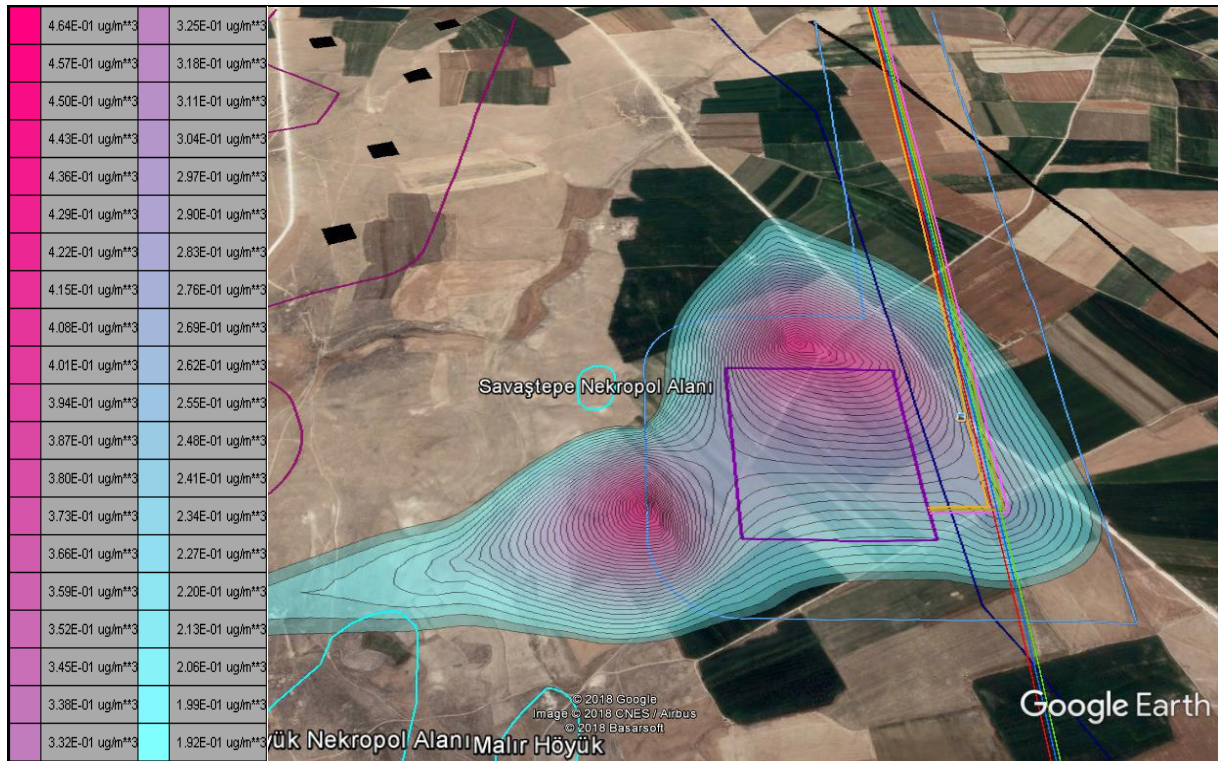 4.64E-01 ug/m**3 3.25E-01 ug/m**3
4.57E-01 ug/m**3 3.18E-01 ug/m**3
4.50E-01 ug/m**3 3.11E-01 ug/m**3
4.43E-01 ug/m**3 3.04E-01 ug/m**3
4.36E-01 ug/m**3 2.97E-01 ug/m**3
4.29E-01 ug/m**3 2.90E-01 ug/m**3
4.22E-01 ug/m**3 2.83E-01 ug/m**3
4.15E-01 ug/m**3 2.76E-01 ug/m**3
4.08E-01 ug/m**3 2.69E-01 ug/m**3
4.01E-01 ug/m**3 2.62E-01 ug/m**3
3.94E-01 ug/m**3 2.55E-01 ug/m**3
3.87E-01 ug/m**3 2.48E-01 ug/m**3
3.80E-01 ug/m**3 2.41E-01 ug/m**3
3.73E-01 ug/m**3 2.34E-01 ug/m**3
3.66E-01 ug/m**3 2.27E-01 ug/m**3
3.59E-01 ug/m**3 2.20E-01 ug/m**3
3.52E-01 ug/m**3 2.13E-01 ug/m**3
3.45E-01 ug/m**3 2.06E-01 ug/m**3
3.38E-01 ug/m**3 1.99E-01 ug/m**3
3.32E-01 ug/m**3 1.92E-01 ug/m**3
Savaştepe Nekropol Alanı
© 2018 Google
Image © 2018 CNES / Airbus
© 2018 Basarsoft
Google Earth
yük Nekropol Alanı
Malır Höyük